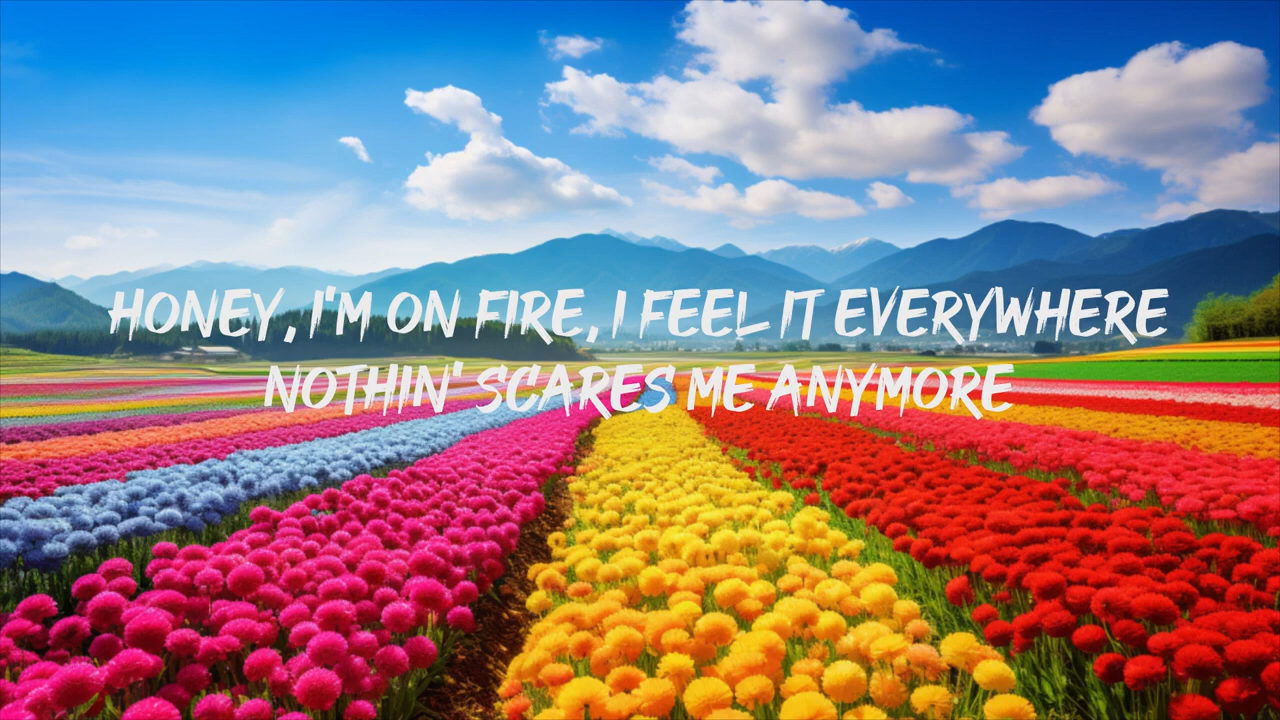 HONEY, I'M ON FIRE, I FEEL IT EVERYWHERE
NOTHIN' SCARES ME ANYMORE